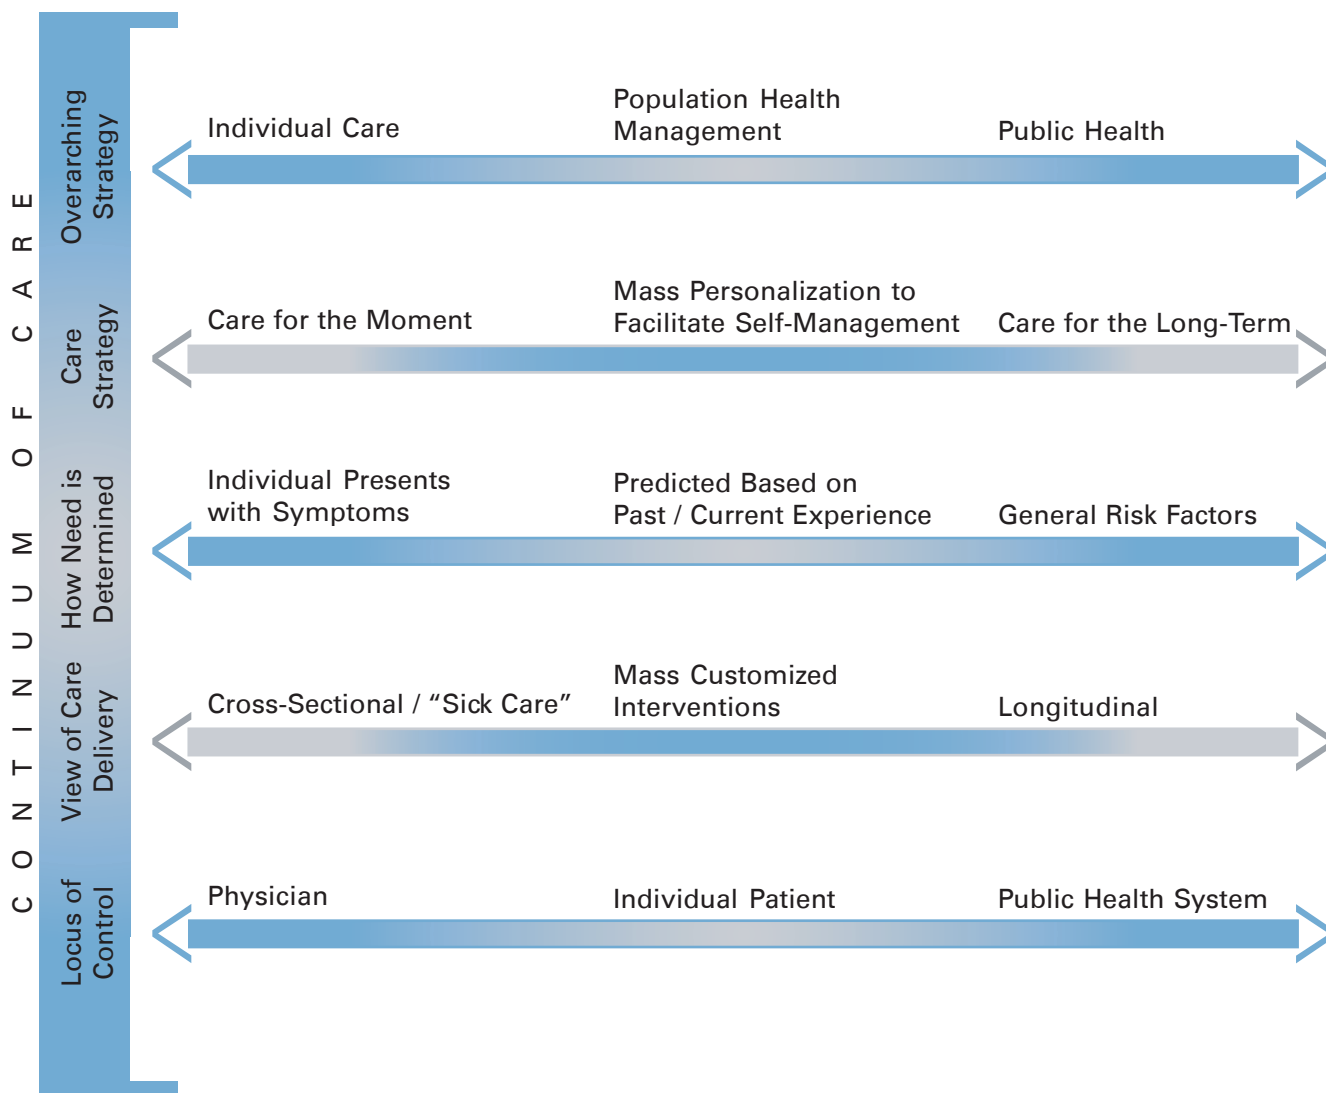 CONTINUUM OF CARE
Overarching
Strategy
Individual Care
Population Health
Management
Public Health
Care
Strategy
Care for the Moment
Mass Personalization to
Facilitate Self-Management
Care for the Long-Term
How Need is
Determined
Individual Presents
with Symptoms
Predicted Based on
Past / Current Experience
General Risk Factors
View of Care
Delivery
Cross-Sectional / “Sick Care”
Mass Customized
Interventions
Longitudinal
Locus of
Control
Physician
Individual Patient
Public Health System